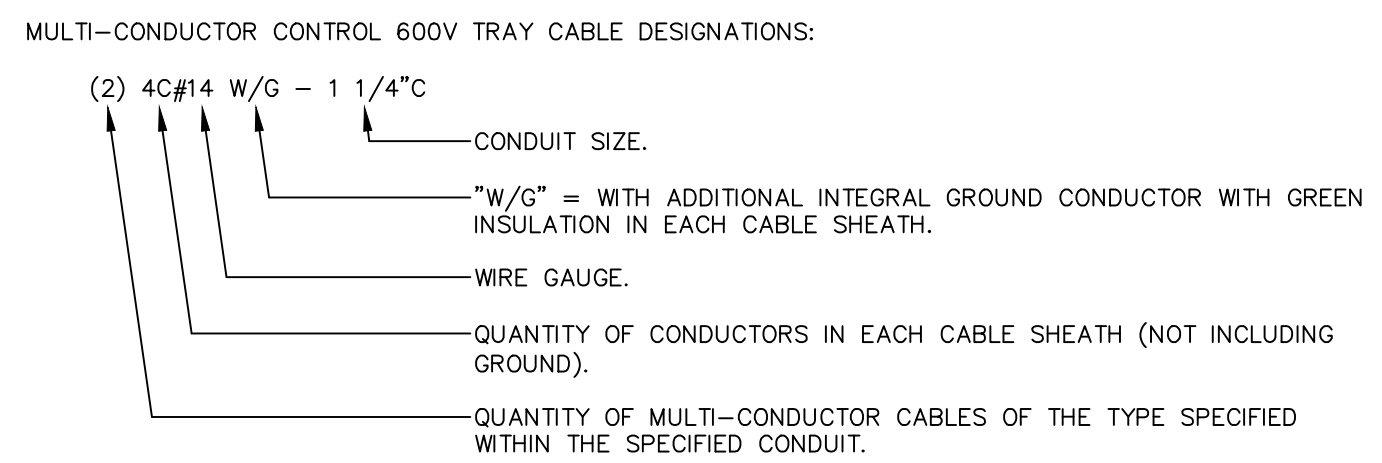 MULTI-CONDUCTOR CONTROL 600V TRAY CABLE DESIGNATIONS:
(2) 4C#14 W/G - 1 1/4"C
CONDUIT SIZE.
"W/G" = WITH ADDITIONAL INTEGRAL GROUND CONDUCTOR WITH GREEN
INSULATION IN EACH CABLE SHEATH.
WIRE GAUGE.
QUANTITY OF CONDUCTORS IN EACH CABLE SHEATH (NOT INCLUDING
GROUND).
QUANTITY OF MULTI-CONDUCTOR CABLES OF THE TYPE SPECIFIED
WITHIN THE SPECIFIED CONDUIT.